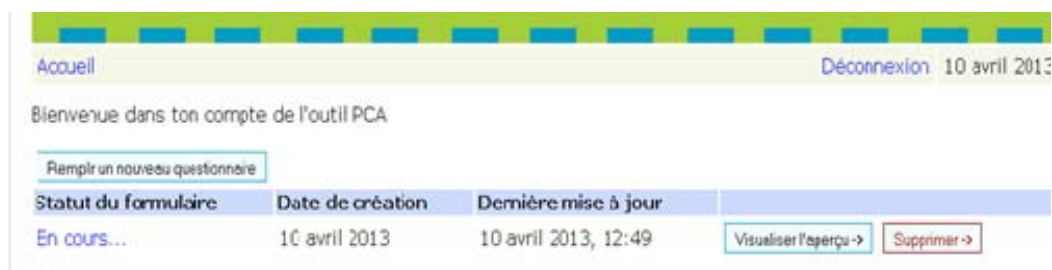 Accueil Déconnexion 10 avril 2013
Bienvenue dans ton compte de l'outil PCA
Remplir un nouveau questionnaire
Statut du formulaire Date de création Dernière mise à jour
En cours... 10 avril 2013 10 avril 2013, 12:49 Visualiser l'aperçu-> Supprimer->